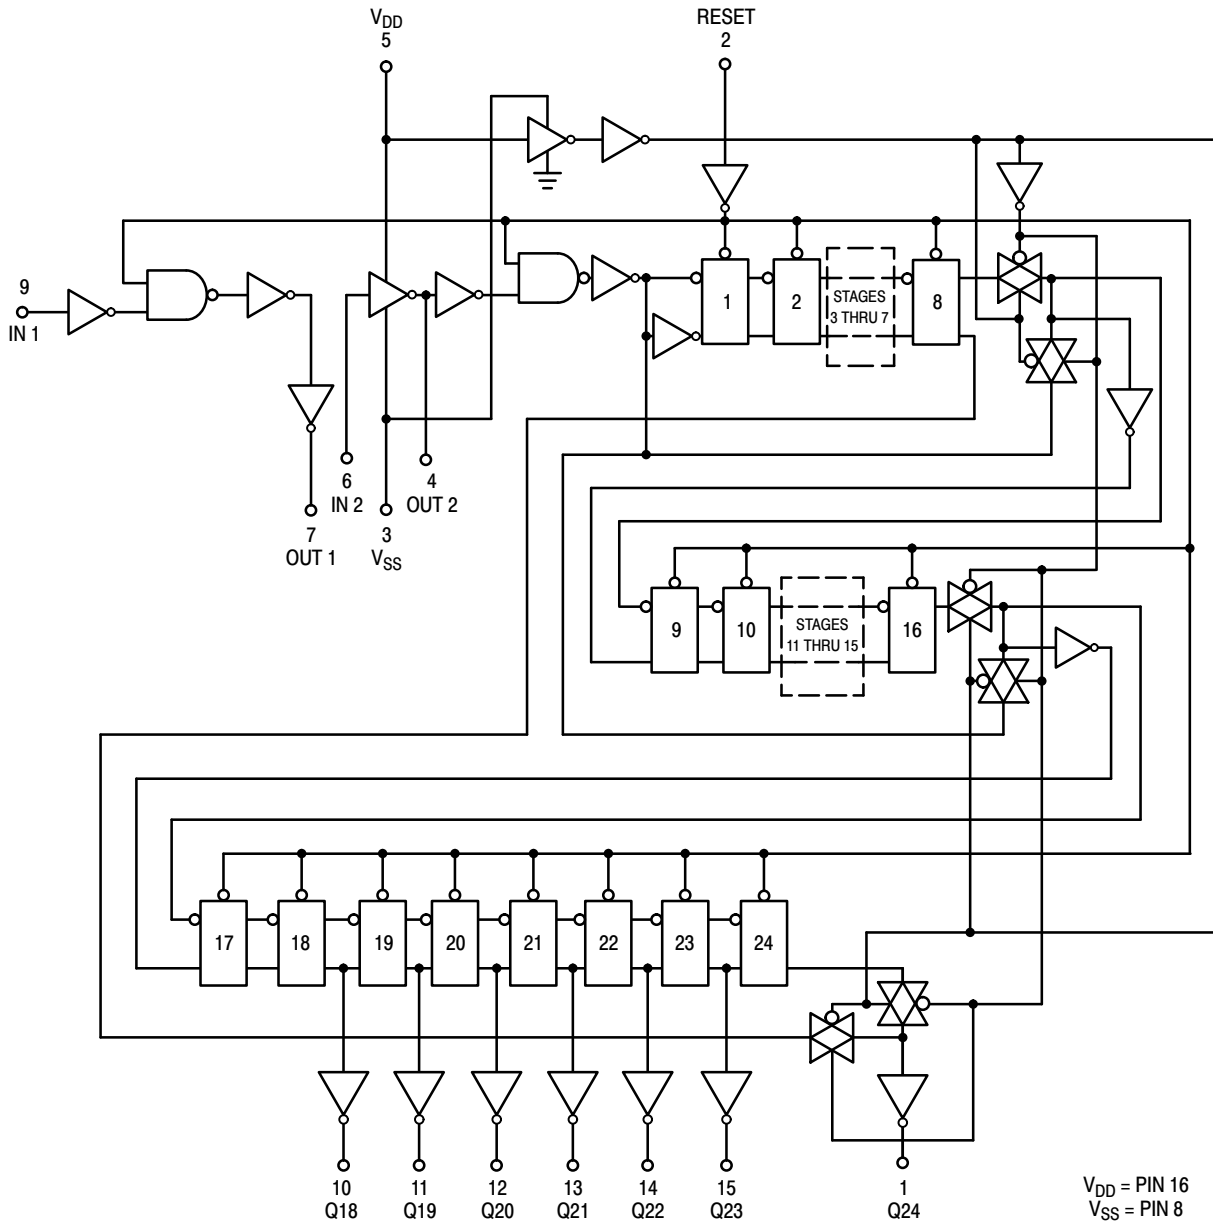 VDD
5
RESET
2
9
IN 1
1
2
STAGES
3 THRU 7
8
6
IN 2
4
OUT 2
7
OUT 1
3
VSS
9
10
STAGES
11 THRU 15
16
17
18
19
20
21
22
23
24
10
Q18
11
Q19
12
Q20
13
Q21
14
Q22
15
Q23
1
Q24
VDD = PIN 16
VSS = PIN 8